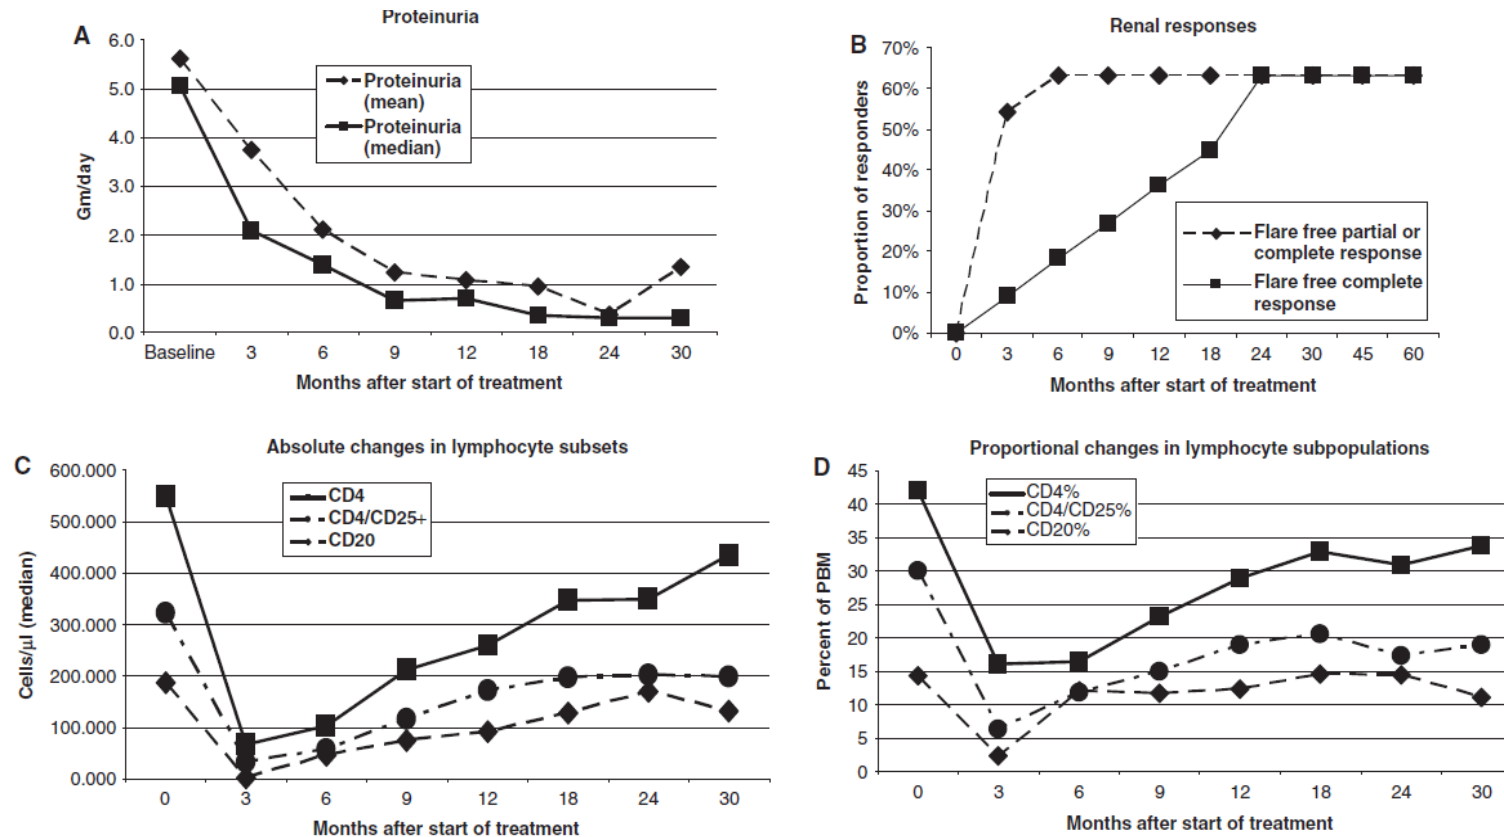 Proteinuria
A
6.0
5.0
4.0
3.0
2.0
1.0
0.0
Gm/day
Proteinuria
(mean)
Proteinuria
(median)
Baseline 3 6 9 12 18 24 30
Months after start of treatment
Renal responses
B
70%
60%
50%
40%
30%
20%
10%
0%
Proportion of responders
Flare free partial or
complete response
Flare free complete
response
0 3 6 9 12 18 24 30 45 60
Months after start of treatment
Absolute changes in lymphocyte subsets
C
600.000
500.000
400.000
300.000
200.000
100.000
0.000
Cells/μl (median)
CD4
CD4/CD25+
CD20
0 3 6 9 12 18 24 30
Months after start of treatment
Proportional changes in lymphocyte subpopulations
D
45
40
35
30
25
20
15
10
5
0
Percent of PBM
CD4%
CD4/CD25%
CD20%
0 3 6 9 12 18 24 30
Months after start of treatment